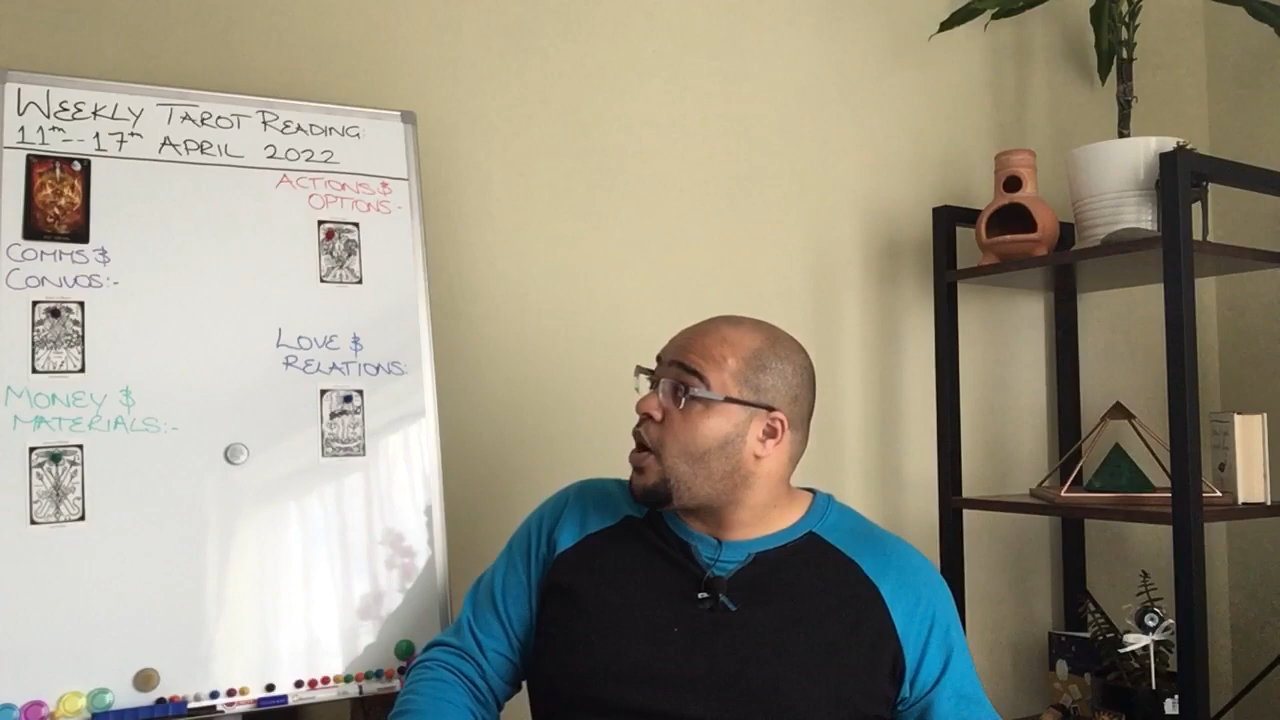 WEEKLY TAROT READING:
11th--17th APRIL 2022
ACTIONS &
OPTIONS-
COMMS &
CONVOS:-
LOVE &
RELATIONS:
MONEY &
MATERIALS:-